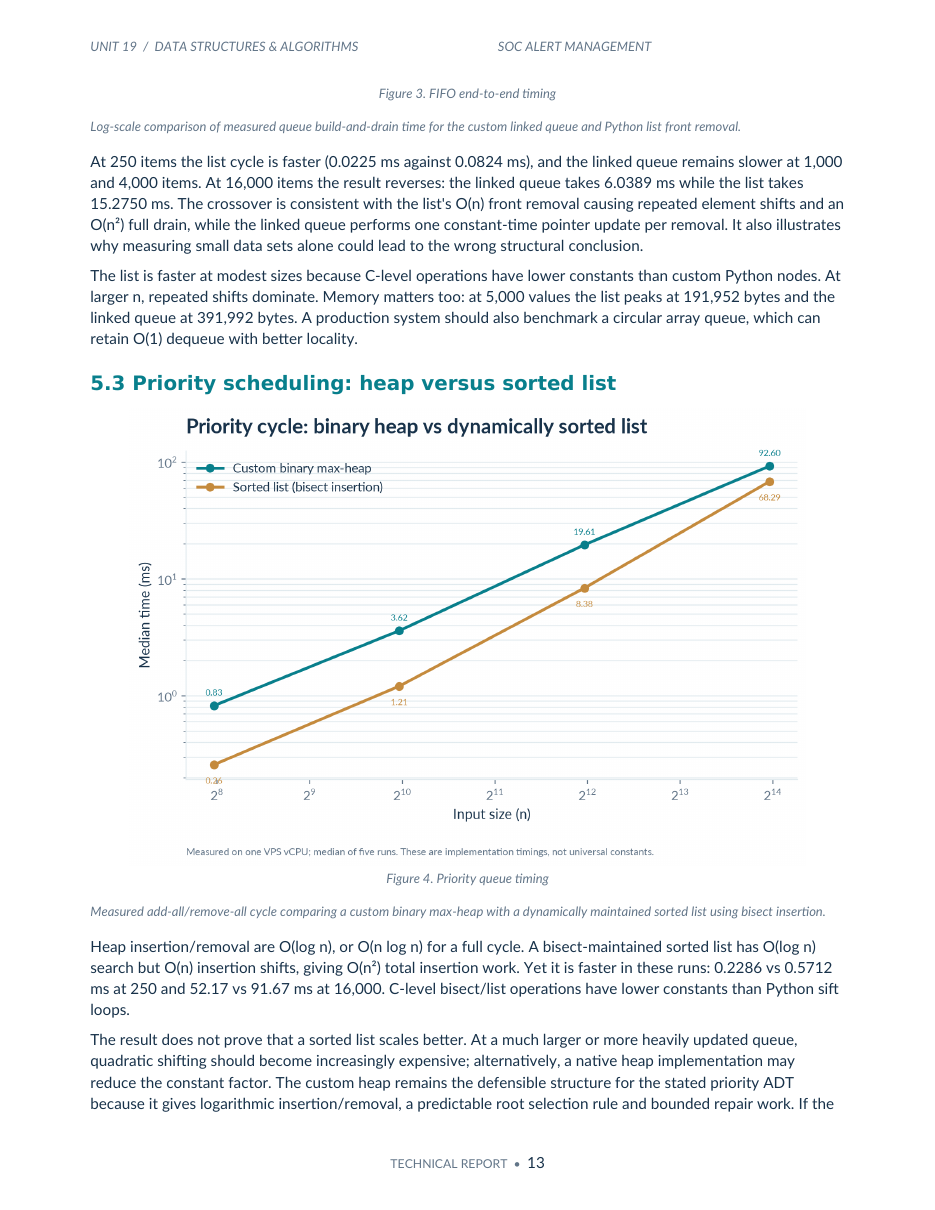 UNIT 19 / DATA STRUCTURES & ALGORITHMS SOC ALERT MANAGEMENT
Figure 3. FIFO end-to-end timing
Log-scale comparison of measured queue build-and-drain time for the custom linked queue and Python list front removal.
At 250 items the list cycle is faster (0.0225 ms against 0.0824 ms), and the linked queue remains slower at 1,000
and 4,000 items. At 16,000 items the result reverses: the linked queue takes 6.0389 ms while the list takes
15.2750 ms. The crossover is consistent with the list's O(n) front removal causing repeated element shifts and an
O(n²) full drain, while the linked queue performs one constant-time pointer update per removal. It also illustrates
why measuring small data sets alone could lead to the wrong structural conclusion.
The list is faster at modest sizes because C-level operations have lower constants than custom Python nodes. At
larger n, repeated shifts dominate. Memory matters too: at 5,000 values the list peaks at 191,952 bytes and the
linked queue at 391,992 bytes. A production system should also benchmark a circular array queue, which can
retain O(1) dequeue with better locality.
5.3 Priority scheduling: heap versus sorted list
Priority cycle: binary heap vs dynamically sorted list
Custom binary max-heap
Sorted list (bisect insertion)
10²
10¹
10⁰
Median time (ms)
0.83
3.62
19.61
92.60
0.26
1.21
8.38
68.29
2⁸ 2⁹ 2¹⁰ 2¹¹ 2¹² 2¹³ 2¹⁴
Input size (n)
Measured on one VPS vCPU; median of five runs. These are implementation timings, not universal constants.
Figure 4. Priority queue timing
Measured add-all/remove-all cycle comparing a custom binary max-heap with a dynamically maintained sorted list using bisect insertion.
Heap insertion/removal are O(log n), or O(n log n) for a full cycle. A bisect-maintained sorted list has O(log n)
search but O(n) insertion shifts, giving O(n²) total insertion work. Yet it is faster in these runs: 0.2286 vs 0.5712
ms at 250 and 52.17 vs 91.67 ms at 16,000. C-level bisect/list operations have lower constants than Python sift
loops.
The result does not prove that a sorted list scales better. At a much larger or more heavily updated queue,
quadratic shifting should become increasingly expensive; alternatively, a native heap implementation may
reduce the constant factor. The custom heap remains the defensible structure for the stated priority ADT
because it gives logarithmic insertion/removal, a predictable root selection rule and bounded repair work. If the
TECHNICAL REPORT • 13